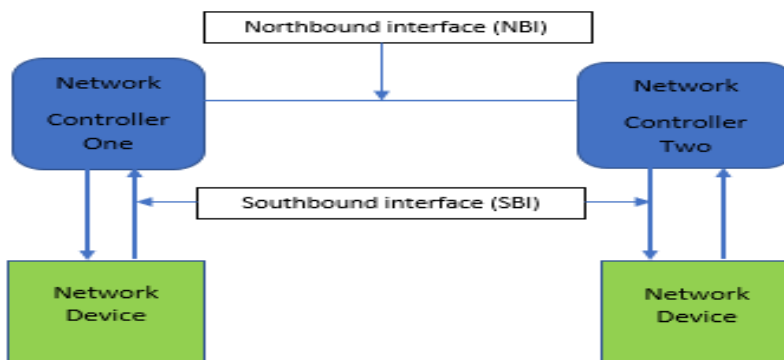 Northbound interface (NBI)
Network
Controller
One
Network
Controller
Two
Southbound interface (SBI)
Network
Device
Network
Device